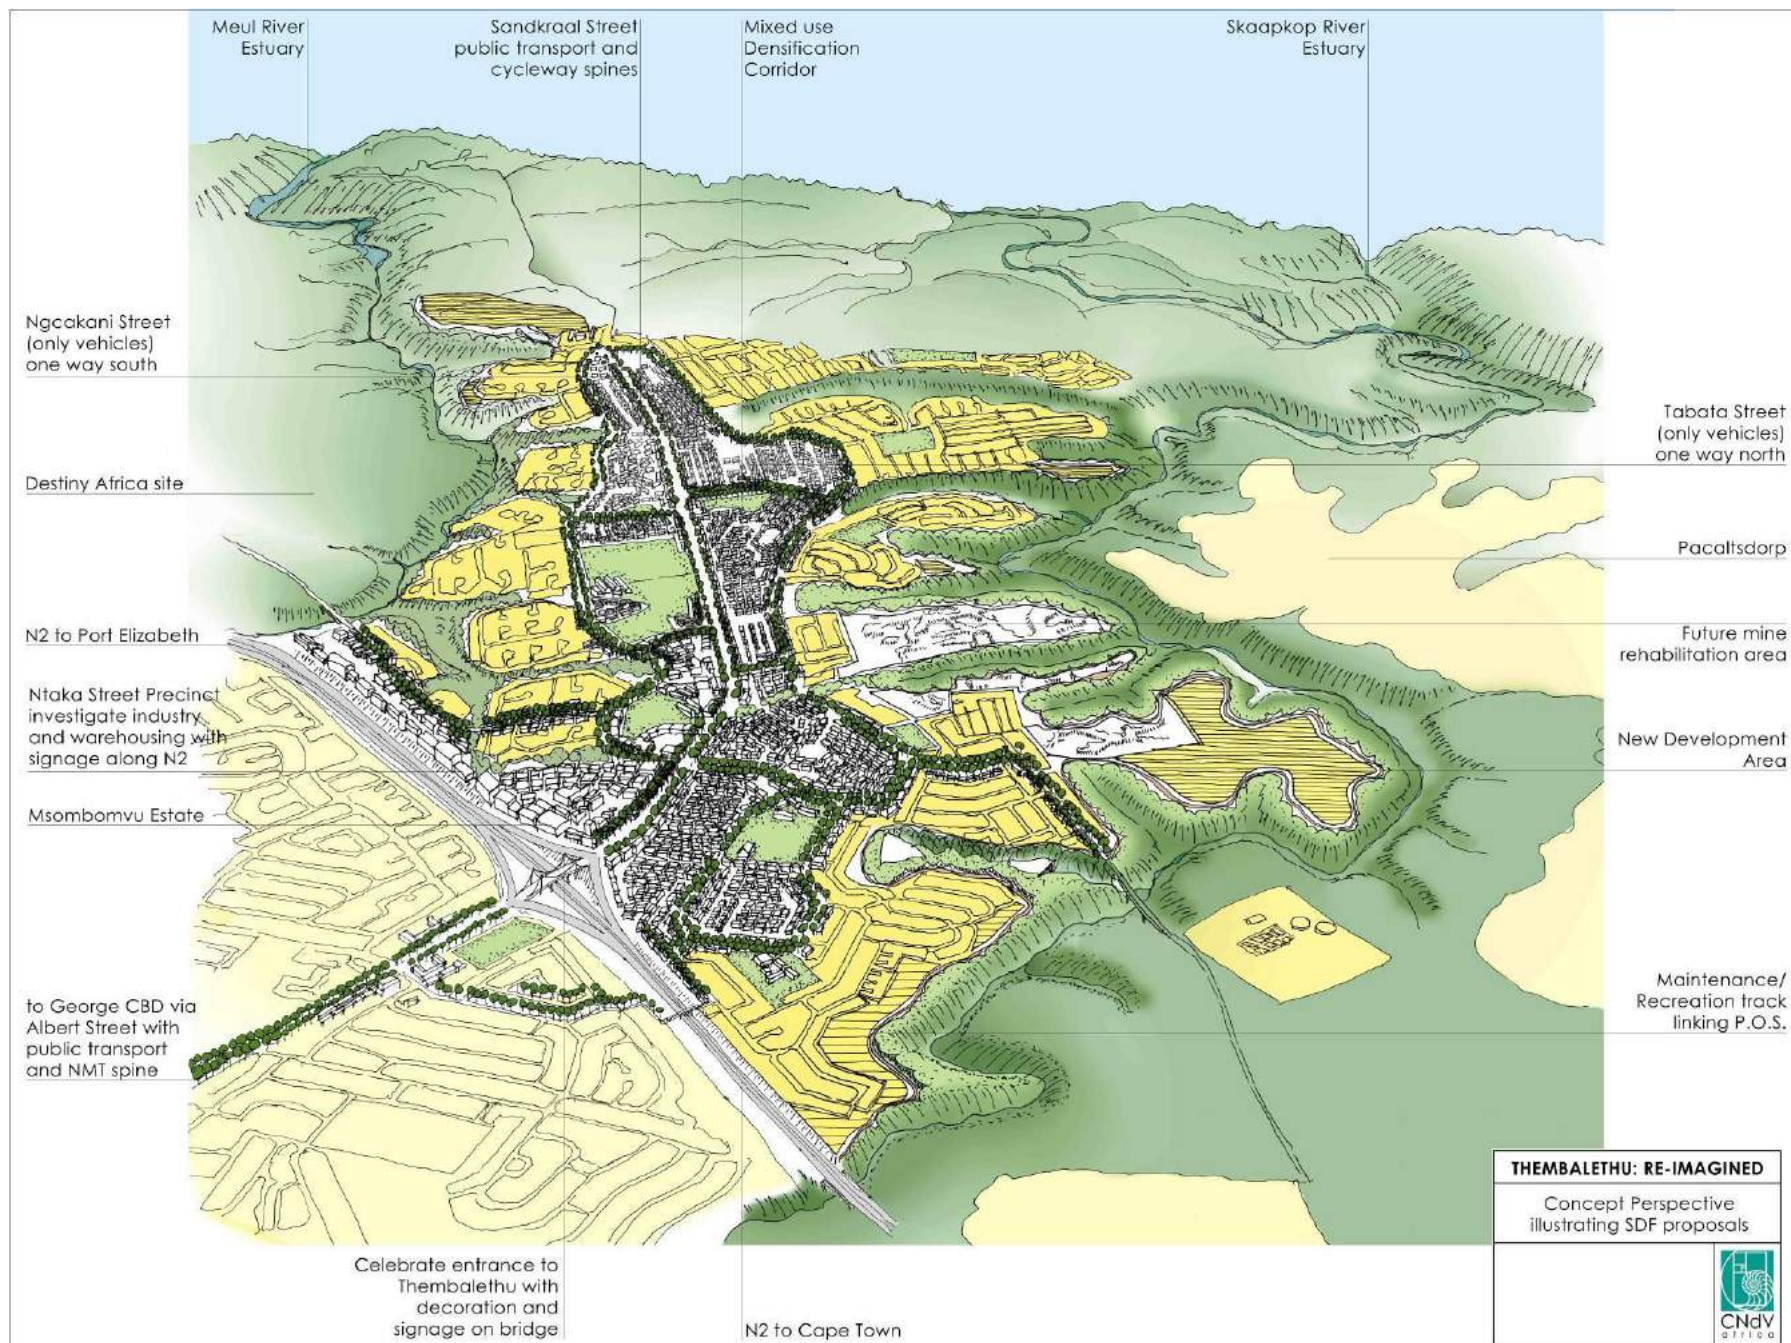 Meul River
Estuary
Sandkraal Street
public transport and
cycleway spines
Mixed use
Densification
Corridor
Skaapkop River
Estuary
Ngcakani Street
(only vehicles)
one way south
Tabata Street
(only vehicles)
one way north
Destiny Africa site
Pacaltsdorp
N2 to Port Elizabeth
Future mine
rehabilitation area
Ntaka Street Precinct
investigate industry
and warehousing with
signage along N2
New Development
Area
Msombomvu Estate
to George CBD via
Albert Street with
public transport
and NMT spine
Maintenance/
Recreation track
linking P.O.S.
Celebrate entrance to
Thembalethu with
decoration and
signage on bridge
N2 to Cape Town
THEMBALETHU: RE-IMAGINED
Concept Perspective
illustrating SDF proposals
CNdV
africa